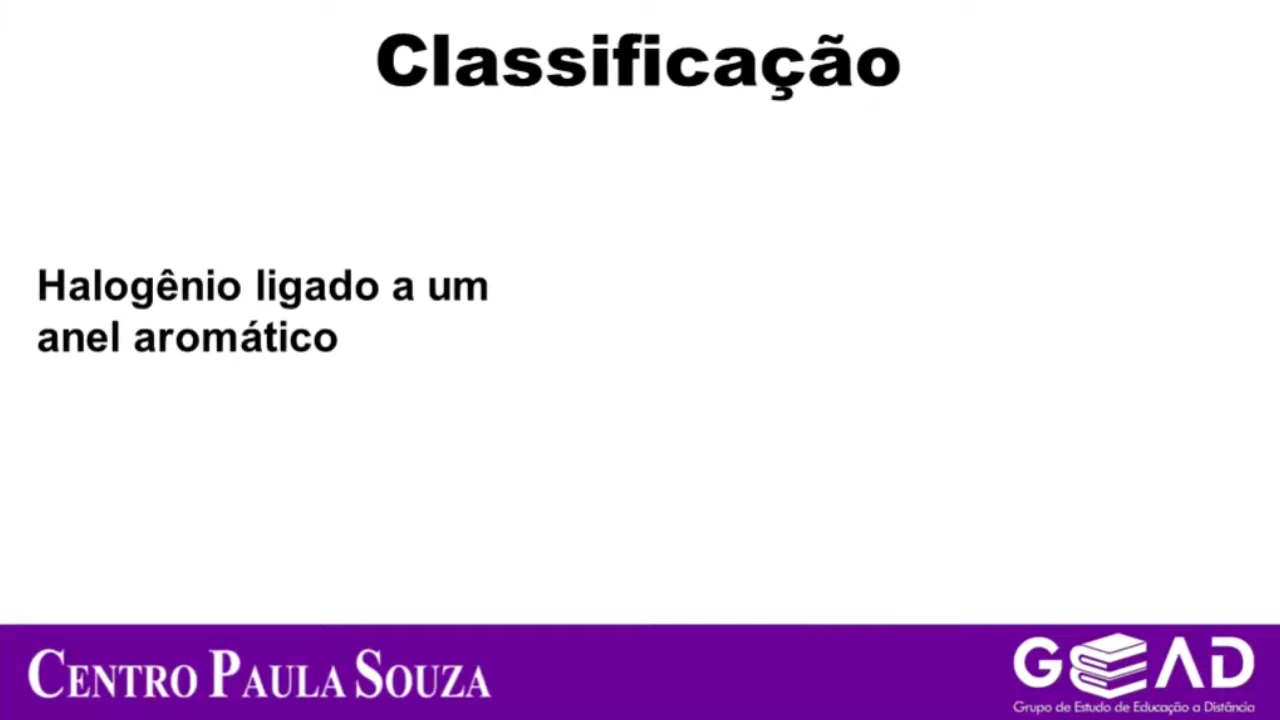 Classificação
Halogênio ligado a um
anel aromático
CENTRO PAULA SOUZA
GEAD
Grupo de Estudo de Educação a Distância